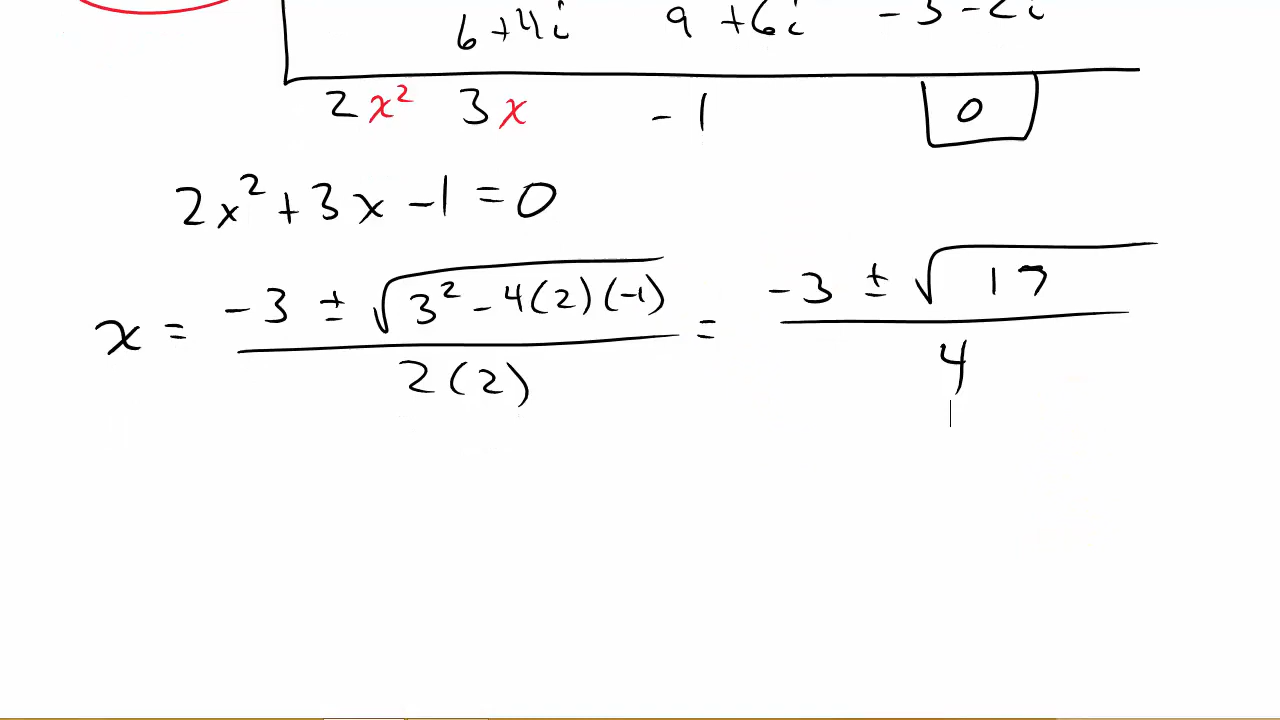 6+4i 9+6i -3-2i
2x² 3x -1 0
2x²+3x-1=0
x = (-3 ± √(3²-4(2)(-1)))/(2(2)) = (-3 ± √17)/4